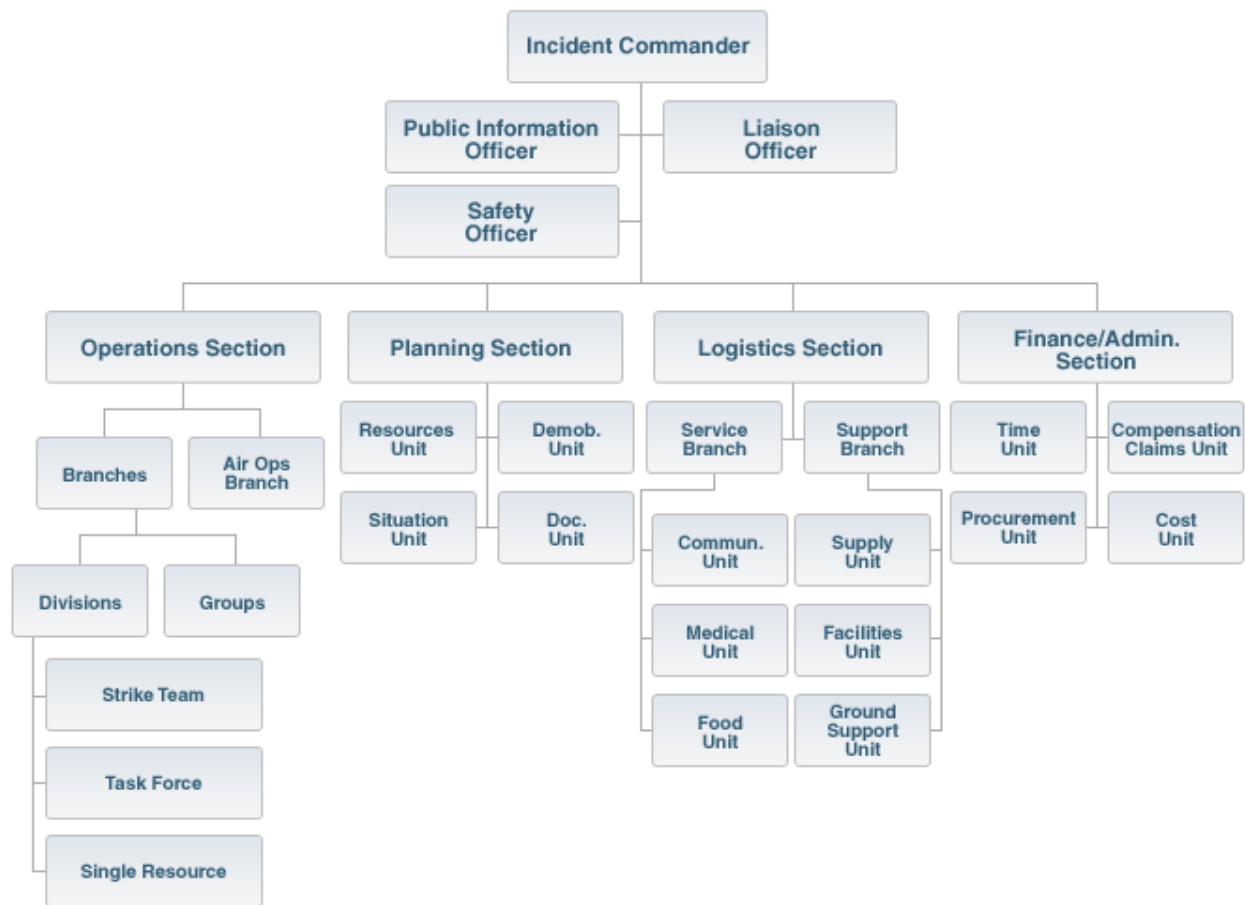 Incident Commander
Public Information
Officer
Liaison
Officer
Safety
Officer
Operations Section
Planning Section
Logistics Section
Finance/Admin.
Section
Branches
Air Ops
Branch
Divisions
Groups
Strike Team
Task Force
Single Resource
Resources
Unit
Demob.
Unit
Situation
Unit
Doc.
Unit
Service
Branch
Support
Branch
Commun.
Unit
Supply
Unit
Medical
Unit
Facilities
Unit
Food
Unit
Ground
Support
Unit
Time
Unit
Compensation
Claims Unit
Procurement
Unit
Cost
Unit